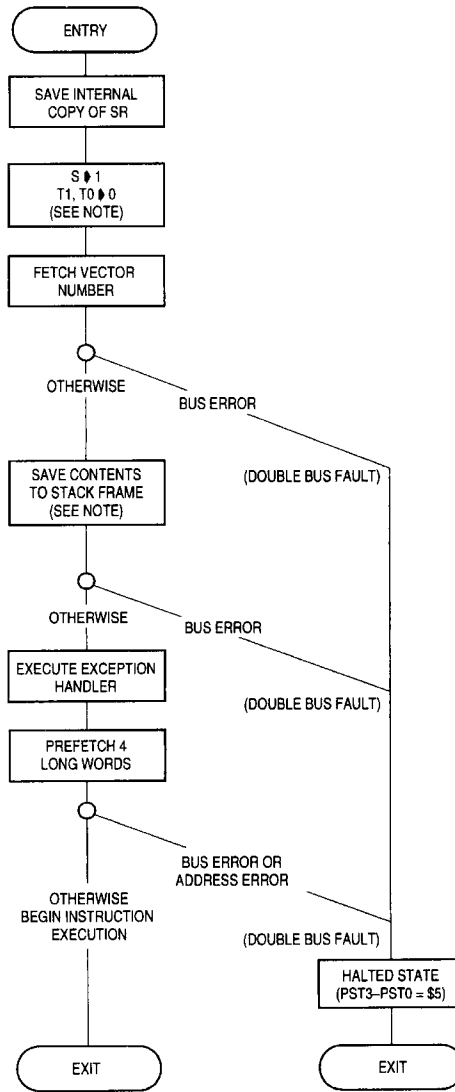 ENTRY
SAVE INTERNAL
COPY OF SR
S ➧ 1
T1, T0 ➧ 0
(SEE NOTE)
FETCH VECTOR
NUMBER
OTHERWISE
BUS ERROR
(DOUBLE BUS FAULT)
SAVE CONTENTS
TO STACK FRAME
(SEE NOTE)
OTHERWISE
BUS ERROR
(DOUBLE BUS FAULT)
EXECUTE EXCEPTION
HANDLER
PREFETCH 4
LONG WORDS
BUS ERROR OR
ADDRESS ERROR
OTHERWISE
BEGIN INSTRUCTION
EXECUTION
(DOUBLE BUS FAULT)
HALTED STATE
(PST3–PST0 = $5)
EXIT
EXIT